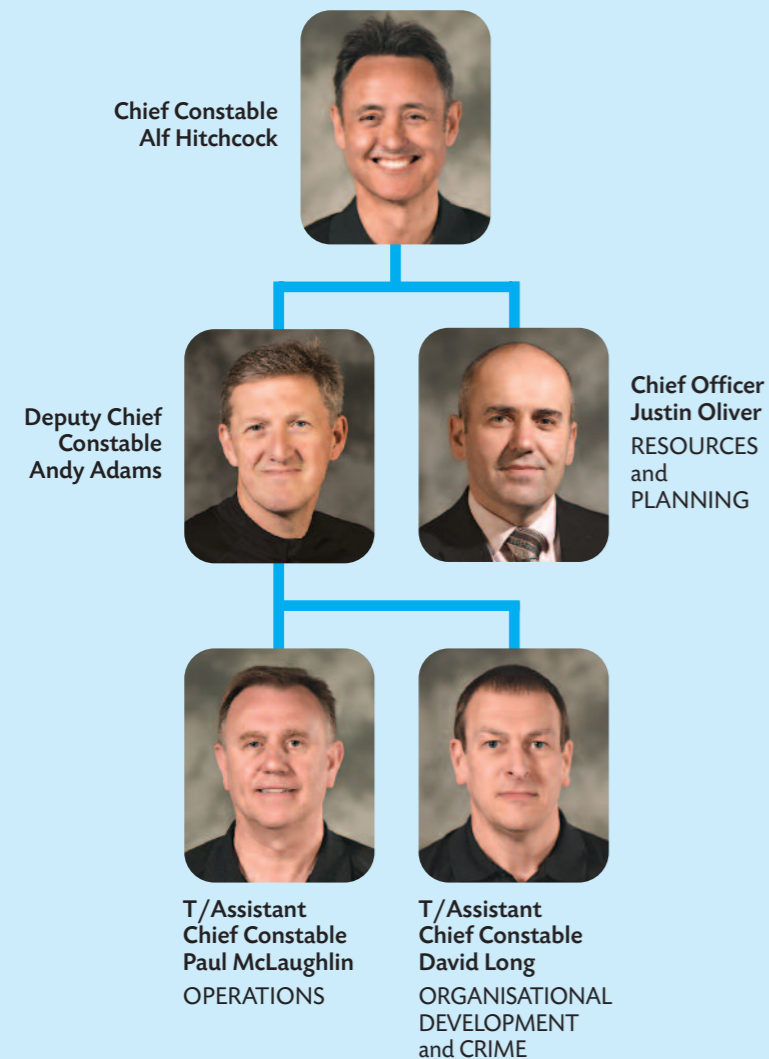 Chief Constable
Alf Hitchcock
Deputy Chief
Constable
Andy Adams
Chief Officer
Justin Oliver
RESOURCES
and
PLANNING
T/Assistant
Chief Constable
Paul McLaughlin
OPERATIONS
T/Assistant
Chief Constable
David Long
ORGANISATIONAL
DEVELOPMENT
and CRIME